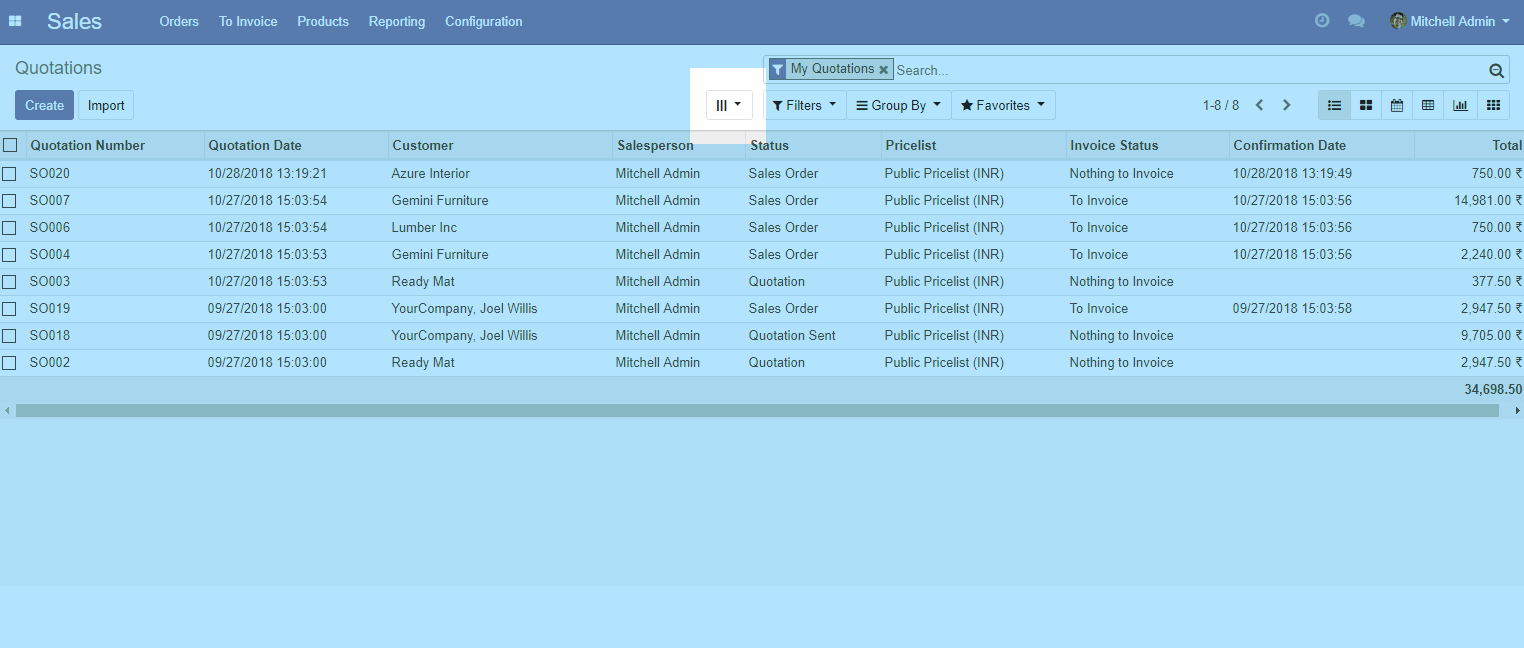 Sales Orders To Invoice Products Reporting Configuration Mitchell Admin
Quotations My Quotations Search...
Create Import Filters Group By Favorites 1-8 / 8
Quotation Number Quotation Date Customer Salesperson Status Pricelist Invoice Status Confirmation Date Total
SO020 10/28/2018 13:19:21 Azure Interior Mitchell Admin Sales Order Public Pricelist (INR) Nothing to Invoice 10/28/2018 13:19:49 750.00 ₹
SO007 10/27/2018 15:03:54 Gemini Furniture Mitchell Admin Sales Order Public Pricelist (INR) To Invoice 10/27/2018 15:03:56 14,981.00 ₹
SO006 10/27/2018 15:03:54 Lumber Inc Mitchell Admin Sales Order Public Pricelist (INR) To Invoice 10/27/2018 15:03:56 750.00 ₹
SO004 10/27/2018 15:03:53 Gemini Furniture Mitchell Admin Sales Order Public Pricelist (INR) To Invoice 10/27/2018 15:03:56 2,240.00 ₹
SO003 10/27/2018 15:03:53 Ready Mat Mitchell Admin Quotation Public Pricelist (INR) Nothing to Invoice 377.50 ₹
SO019 09/27/2018 15:03:00 YourCompany, Joel Willis Mitchell Admin Sales Order Public Pricelist (INR) To Invoice 09/27/2018 15:03:58 2,947.50 ₹
SO018 09/27/2018 15:03:00 YourCompany, Joel Willis Mitchell Admin Quotation Sent Public Pricelist (INR) Nothing to Invoice 9,705.00 ₹
SO002 09/27/2018 15:03:00 Ready Mat Mitchell Admin Quotation Public Pricelist (INR) Nothing to Invoice 2,947.50 ₹
34,698.50